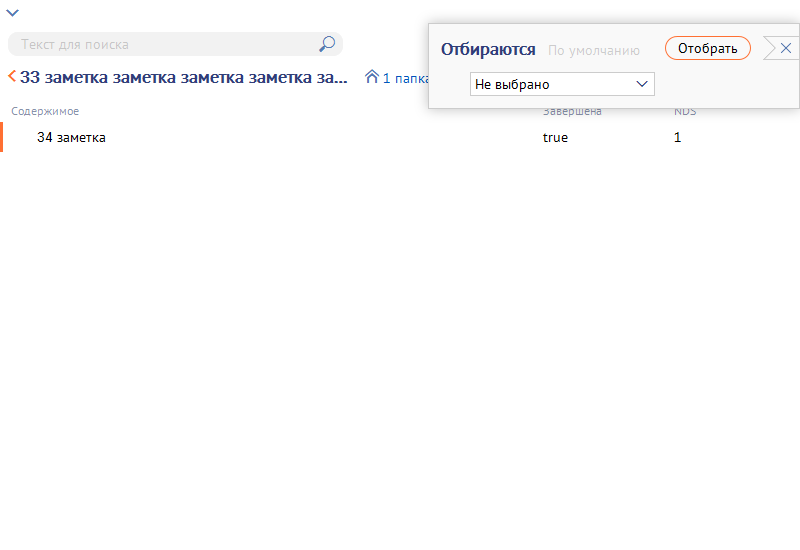 Текст для поиска
33 заметка заметка заметка заметка за...
1 папка
Отбираются По умолчанию Отобрать
Не выбрано
Содержимое Завершена NDS
34 заметка true 1